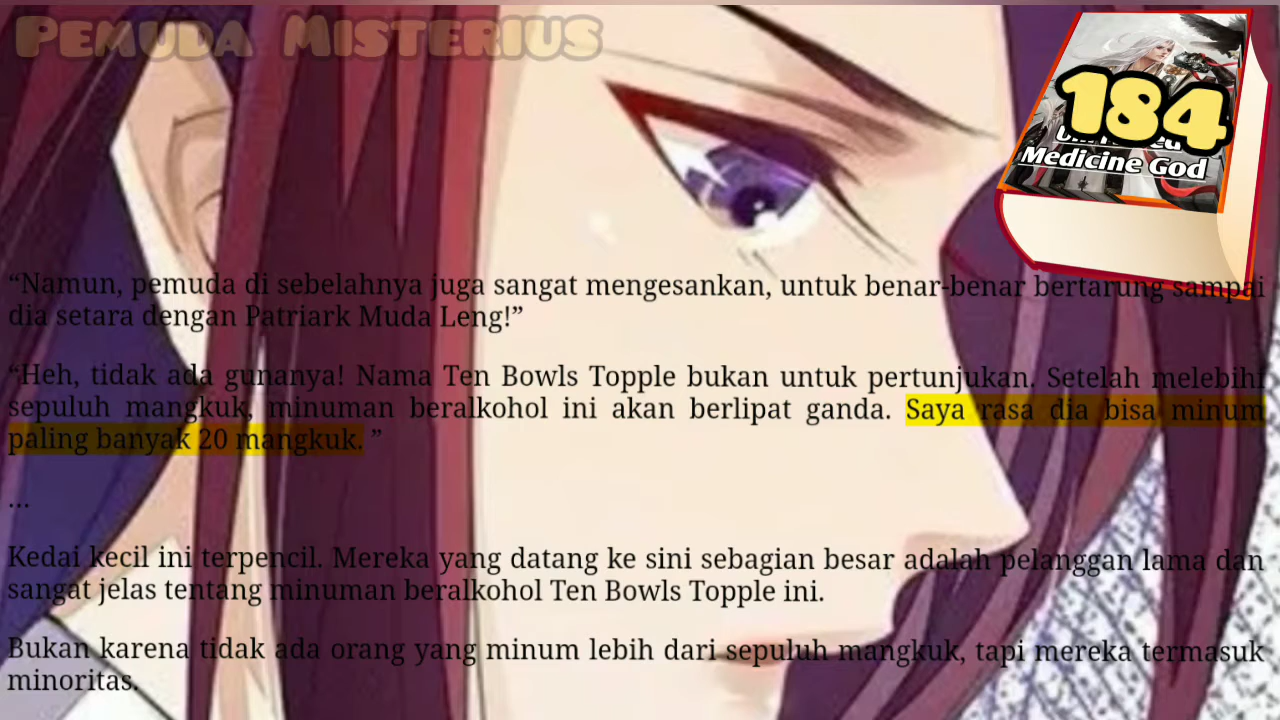 Pemuda Misterius
184
Medicine God
“Namun, pemuda di sebelahnya juga sangat mengesankan, untuk benar-benar bertarung sampai
dia setara dengan Patriark Muda Leng!”
“Heh, tidak ada gunanya! Nama Ten Bowls Topple bukan untuk pertunjukan. Setelah melebihi
sepuluh mangkuk, minuman beralkohol ini akan berlipat ganda. Saya rasa dia bisa minum
paling banyak 20 mangkuk. ”
...
Kedai kecil ini terpencil. Mereka yang datang ke sini sebagian besar adalah pelanggan lama dan
sangat jelas tentang minuman beralkohol Ten Bowls Topple ini.
Bukan karena tidak ada orang yang minum lebih dari sepuluh mangkuk, tapi mereka termasuk
minoritas.